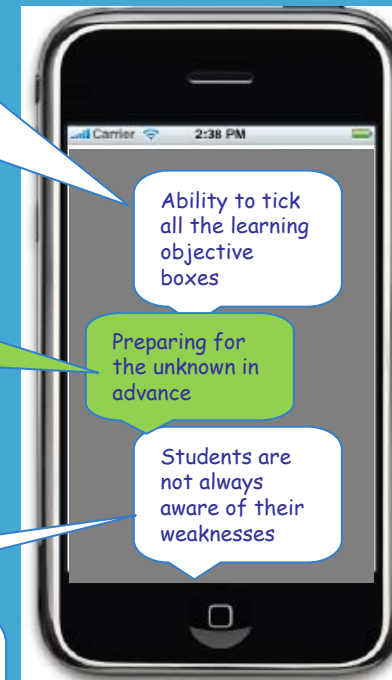 Carrier 2:38 PM
Ability to tick
all the learning
objective
boxes
Preparing for
the unknown in
advance
Students are
not always
aware of their
weaknesses